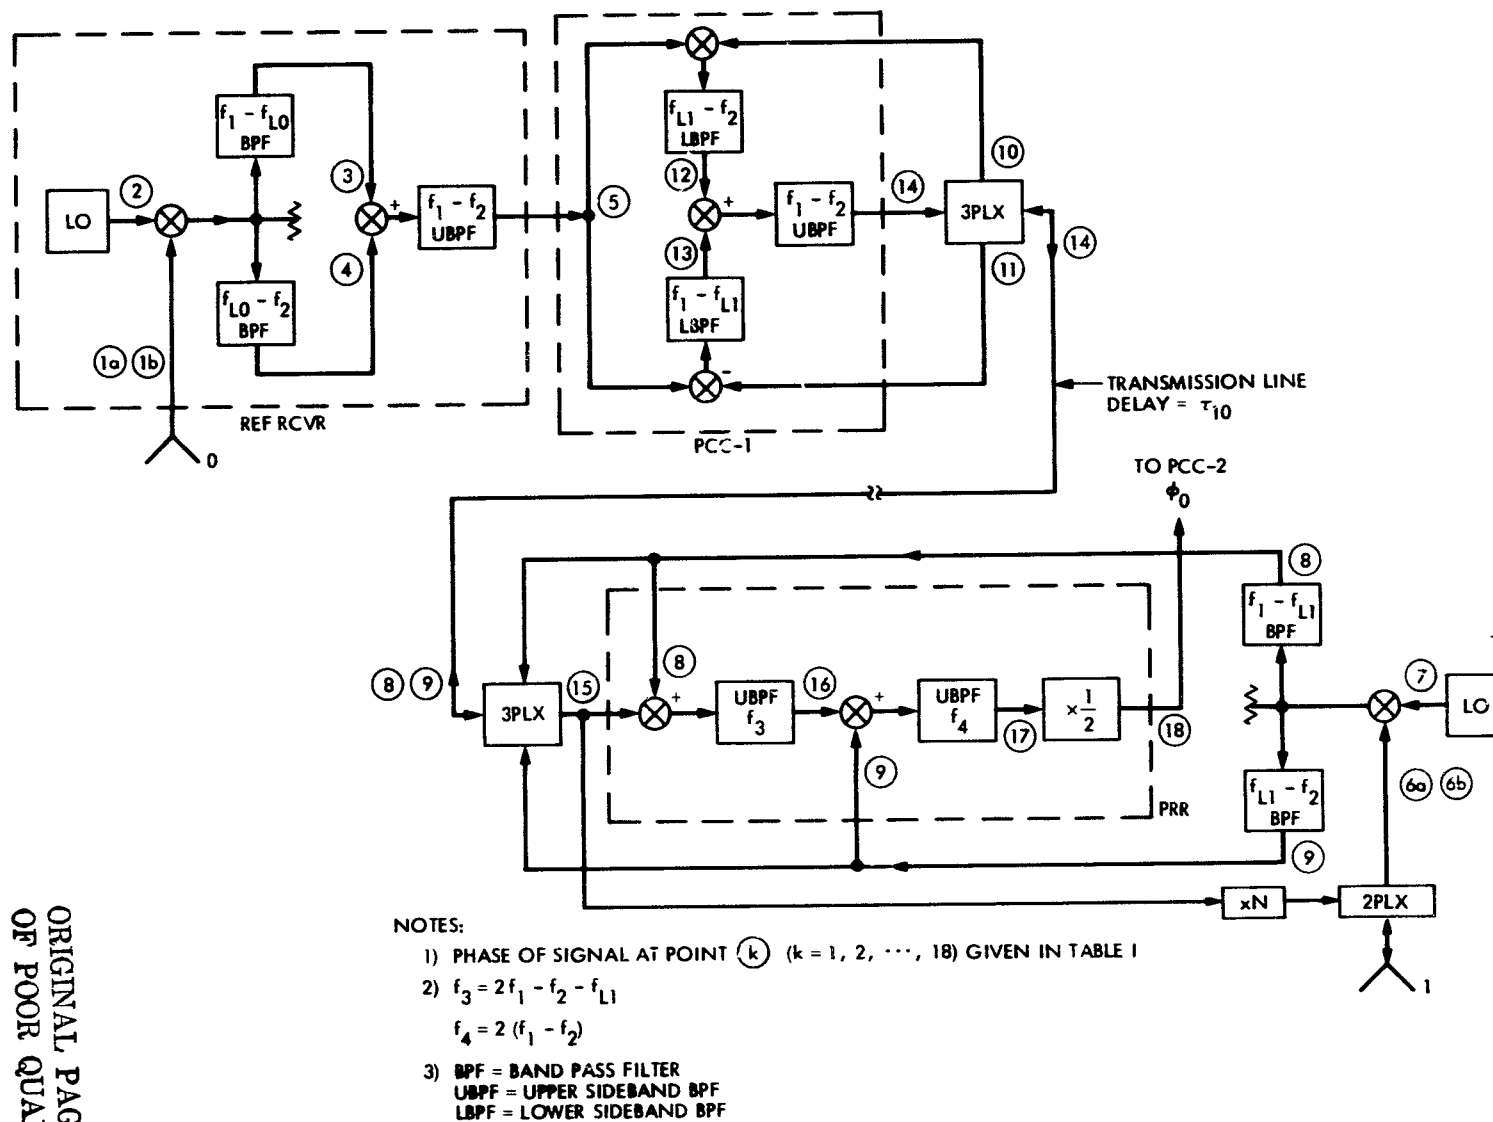 f1 − fL0
BPF
LO
2
3
+
f1 − f2
UBPF
4
fL0 − f2
BPF
1a 1b
0
REF RCVR
fL1 − f2
LBPF
10
12
5
+
f1 − f2
UBPF
14
3PLX
14
13
11
f1 − fL1
LBPF
−
PCC-1
TRANSMISSION LINE
DELAY = τ10
TO PCC-2
ϕ0
8
f1 − fL1
BPF
8
8 9
3PLX
15
+
UBPF
f3
16
+
UBPF
f4
17
× 1/2
18
7
LO
9
fL1 − f2
BPF
6a 6b
PRR
9
xN
2PLX
1
NOTES:
1) PHASE OF SIGNAL AT POINT k (k = 1, 2, ···, 18) GIVEN IN TABLE I
2) f3 = 2f1 − f2 − fL1
f4 = 2 (f1 − f2)
3) BPF = BAND PASS FILTER
UBPF = UPPER SIDEBAND BPF
LBPF = LOWER SIDEBAND BPF
ORIGINAL PAG
OF POOR QUA